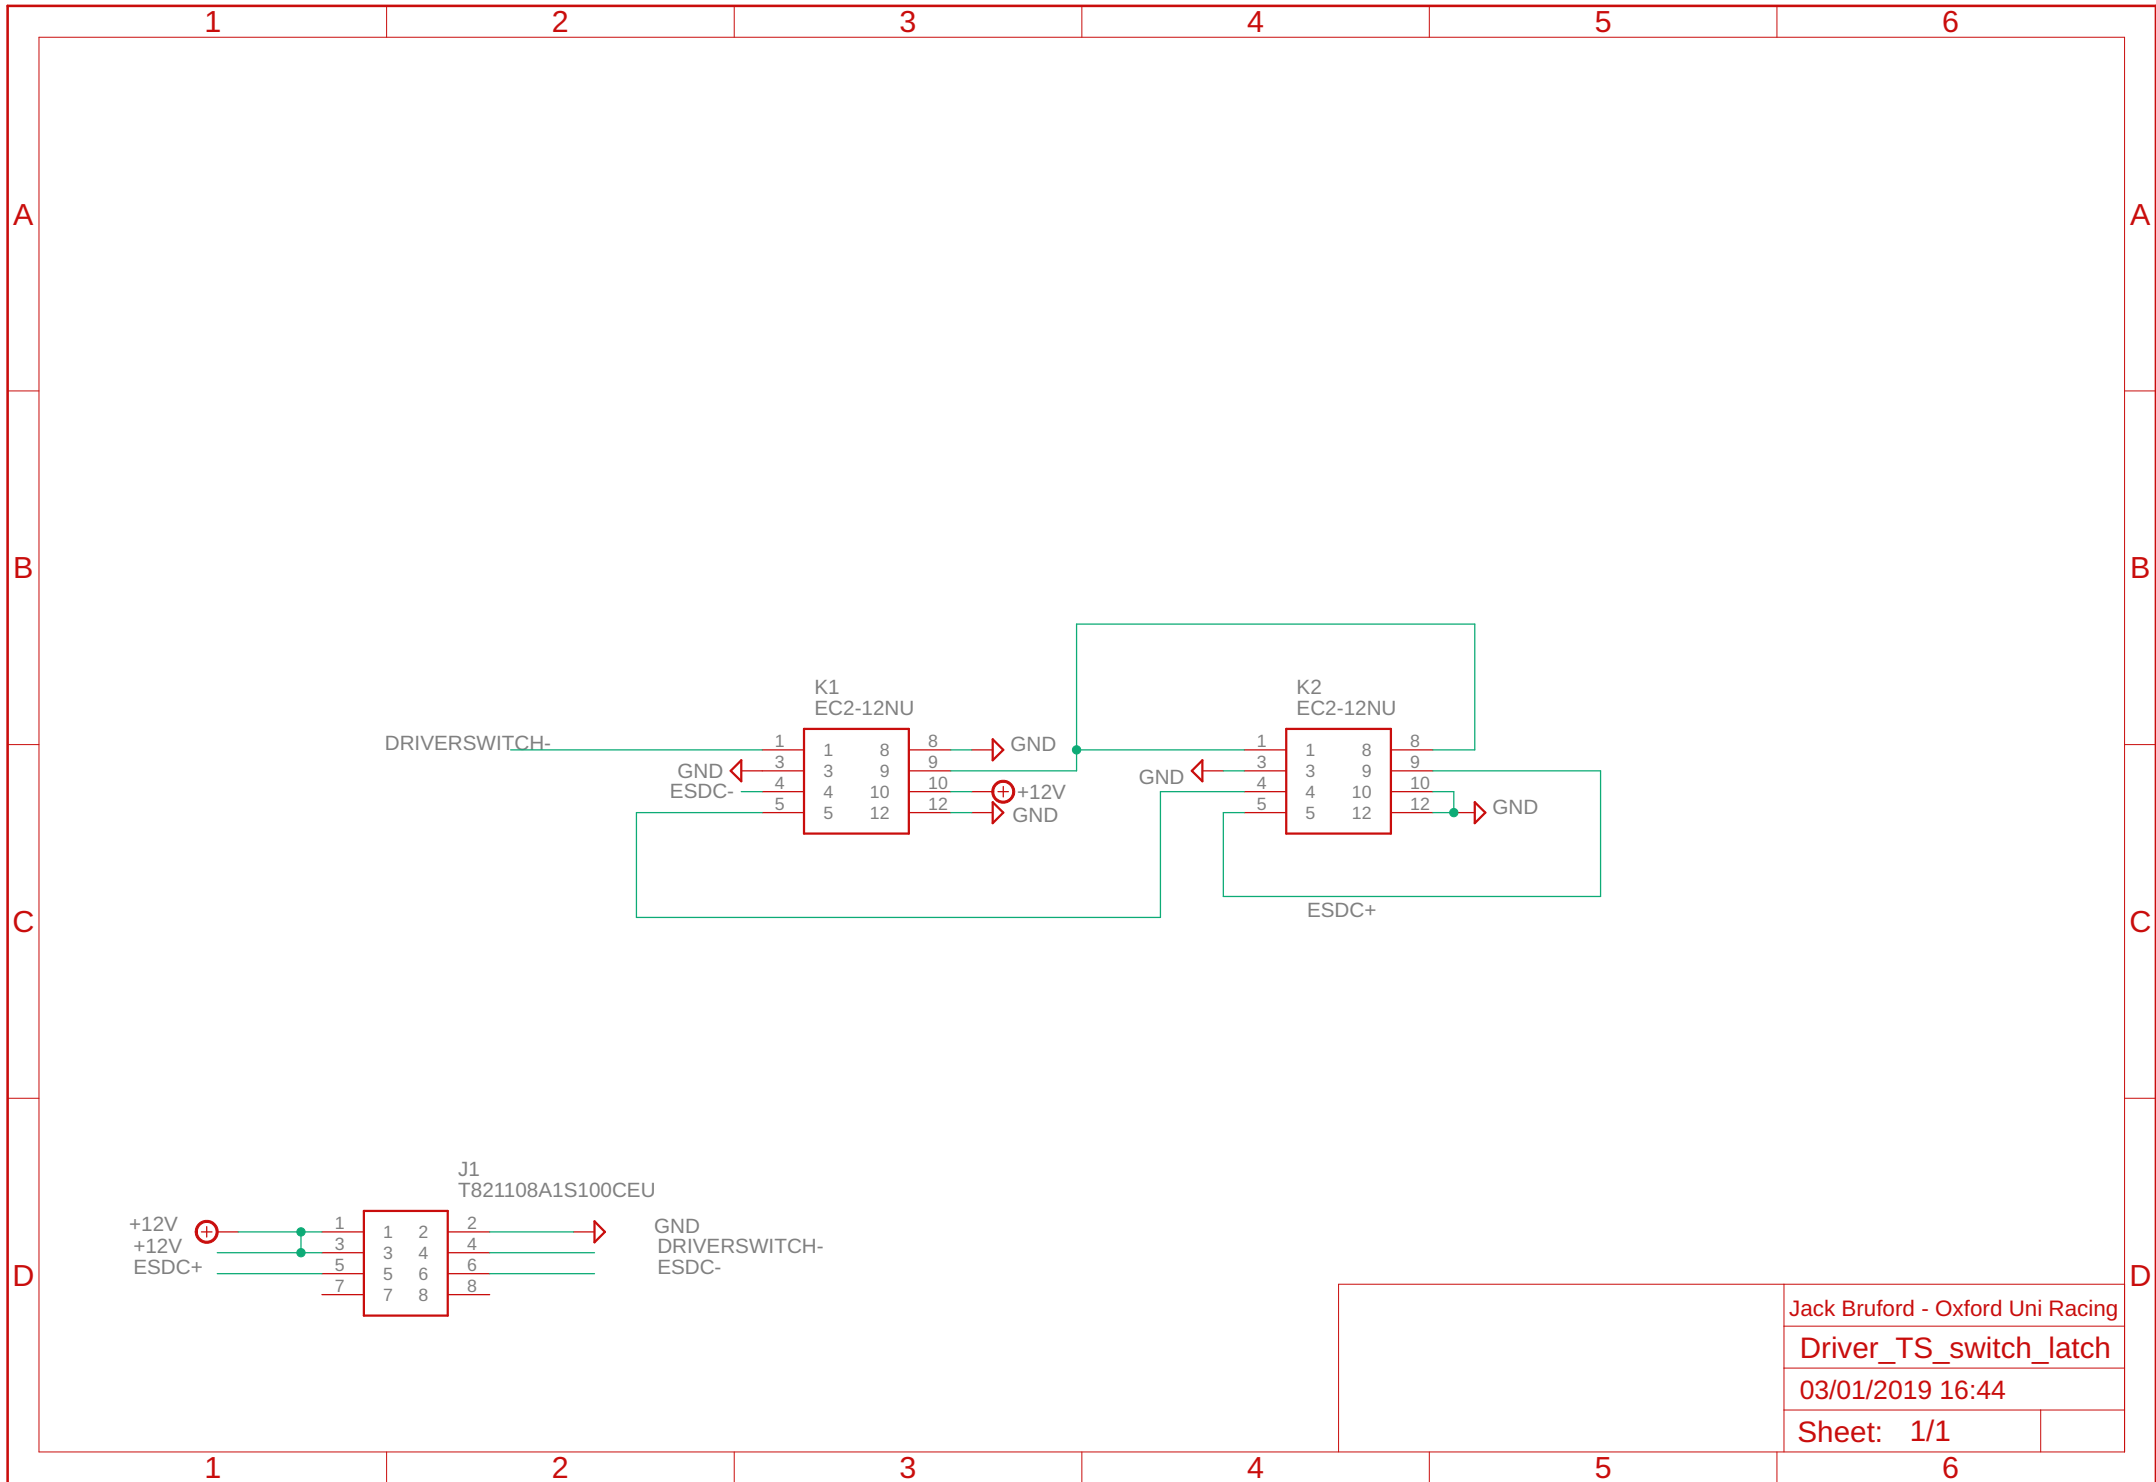 1 2 3 4 5 6
A A
B B
K1 K2
EC2-12NU EC2-12NU
DRIVERSWITCH- 1 1 8 8 GND 1 1 8 8
GND 3 3 9 9 GND 3 3 9 9
ESDC- 4 4 10 10 +12V 4 4 10 10
5 5 12 12 GND 5 5 12 12 GND
ESDC+
C C
J1
T821108A1S100CEU
+12V 1 1 2 2 GND
+12V 3 3 4 4 DRIVERSWITCH-
ESDC+ 5 5 6 6 ESDC-
7 7 8 8
D D
Jack Bruford - Oxford Uni Racing
Driver_TS_switch_latch
03/01/2019 16:44
Sheet: 1/1
1 2 3 4 5 6